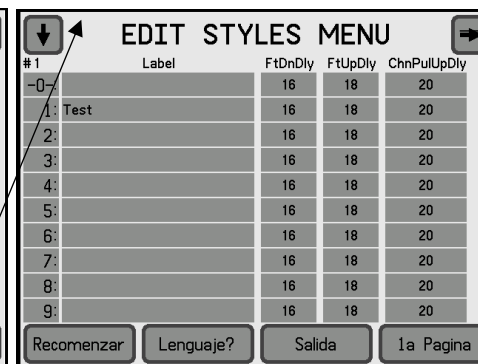 EDIT STYLES MENU
#1 Label FtDnDly FtUpDly ChnPulUpDly
-0-: 16 18 20
1: Test 16 18 20
2: 16 18 20
3: 16 18 20
4: 16 18 20
5: 16 18 20
6: 16 18 20
7: 16 18 20
8: 16 18 20
9: 16 18 20
Recomenzar Lenguaje? Salida 1a Pagina